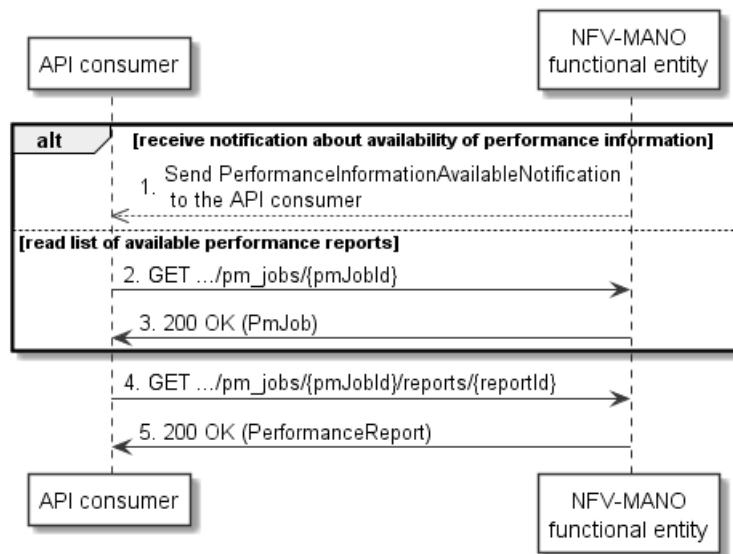 API consumer
NFV-MANO
functional entity
alt
[receive notification about availability of performance information]
1. Send PerformanceInformationAvailableNotification
to the API consumer
[read list of available performance reports]
2. GET .../pm_jobs/{pmJobId}
3. 200 OK (PmJob)
4. GET .../pm_jobs/{pmJobId}/reports/{reportId}
5. 200 OK (PerformanceReport)
API consumer
NFV-MANO
functional entity